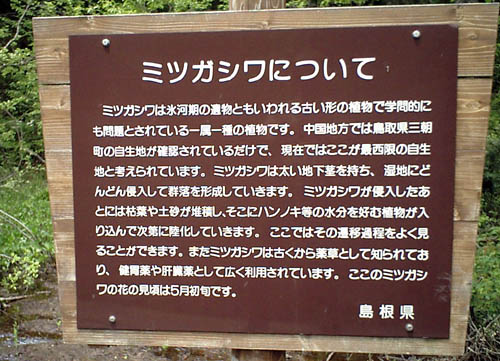 ミツガシワについて
ミツガシワは氷河期の遺物ともいわれる古い形の植物で学問的に
も問題とされている一属一種の植物です。中国地方では鳥取県三朝
町の自生地が確認されているだけで、現在ではここが最西限の自生
地と考えられています。ミツガシワは太い地下茎を持ち、湿地にど
んどん侵入して群落を形成していきます。ミツガシワが侵入したあ
とには枯葉や土砂が堆積し、そこにハンノキ等の水分を好む植物が入
り込んで次第に陸化していきます。ここではその遷移過程をよく見
ることができます。またミツガシワは古くから薬草として知られてお
り、健胃薬や肝臓薬として広く利用されています。ここのミツガシ
ワの花の見頃は5月初旬です。
島根県